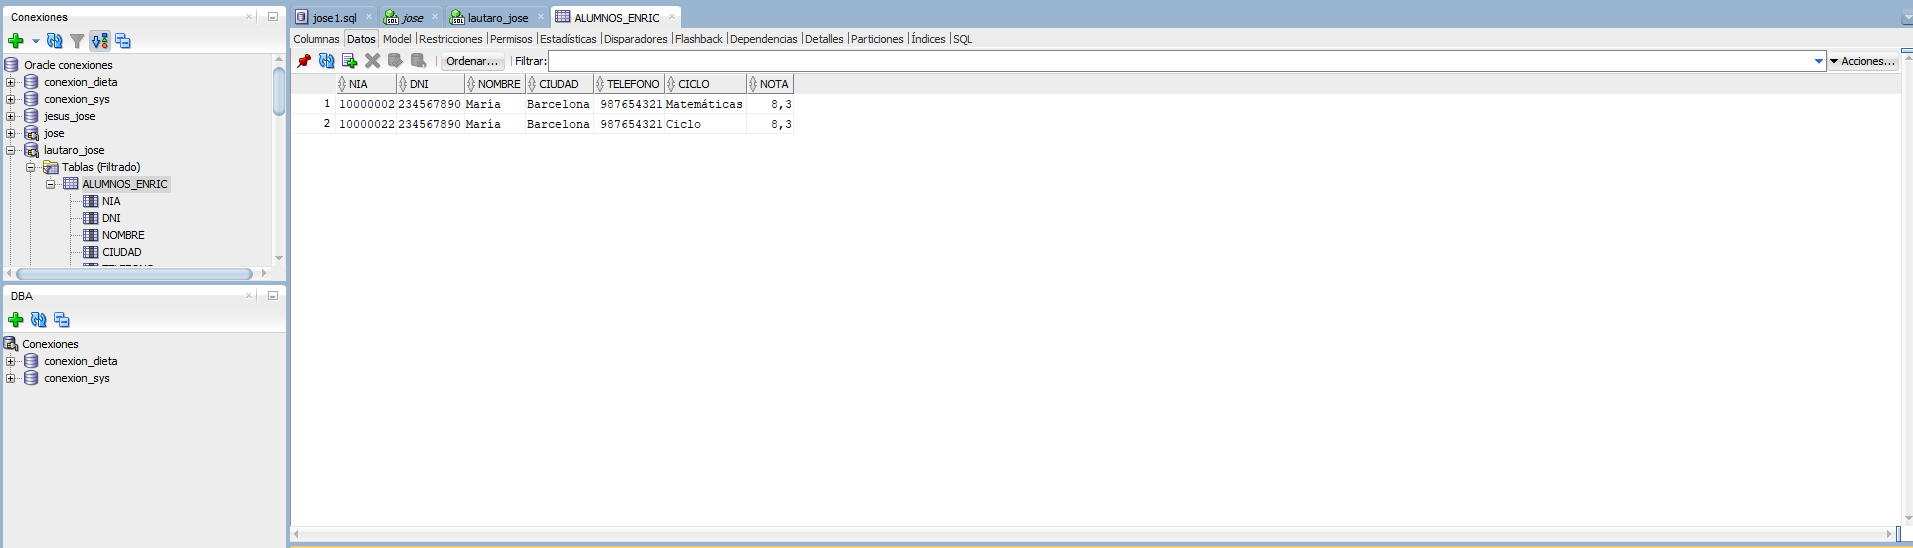 Conexiones
Oracle conexiones
conexion_dieta
conexion_sys
jesus_jose
jose
lautaro_jose
Tablas (Filtrado)
ALUMNOS_ENRIC
NIA
DNI
NOMBRE
CIUDAD
DBA
Conexiones
conexion_dieta
conexion_sys
jose1.sql jose lautaro_jose ALUMNOS_ENRIC
Columnas Datos Model Restricciones Permisos Estadísticas Disparadores Flashback Dependencias Detalles Particiones Índices SQL
Ordenar... Filtrar: Acciones...
NIA DNI NOMBRE CIUDAD TELEFONO CICLO NOTA
1 10000002 234567890 María Barcelona 987654321 Matemáticas 8,3
2 10000022 234567890 María Barcelona 987654321 Ciclo 8,3